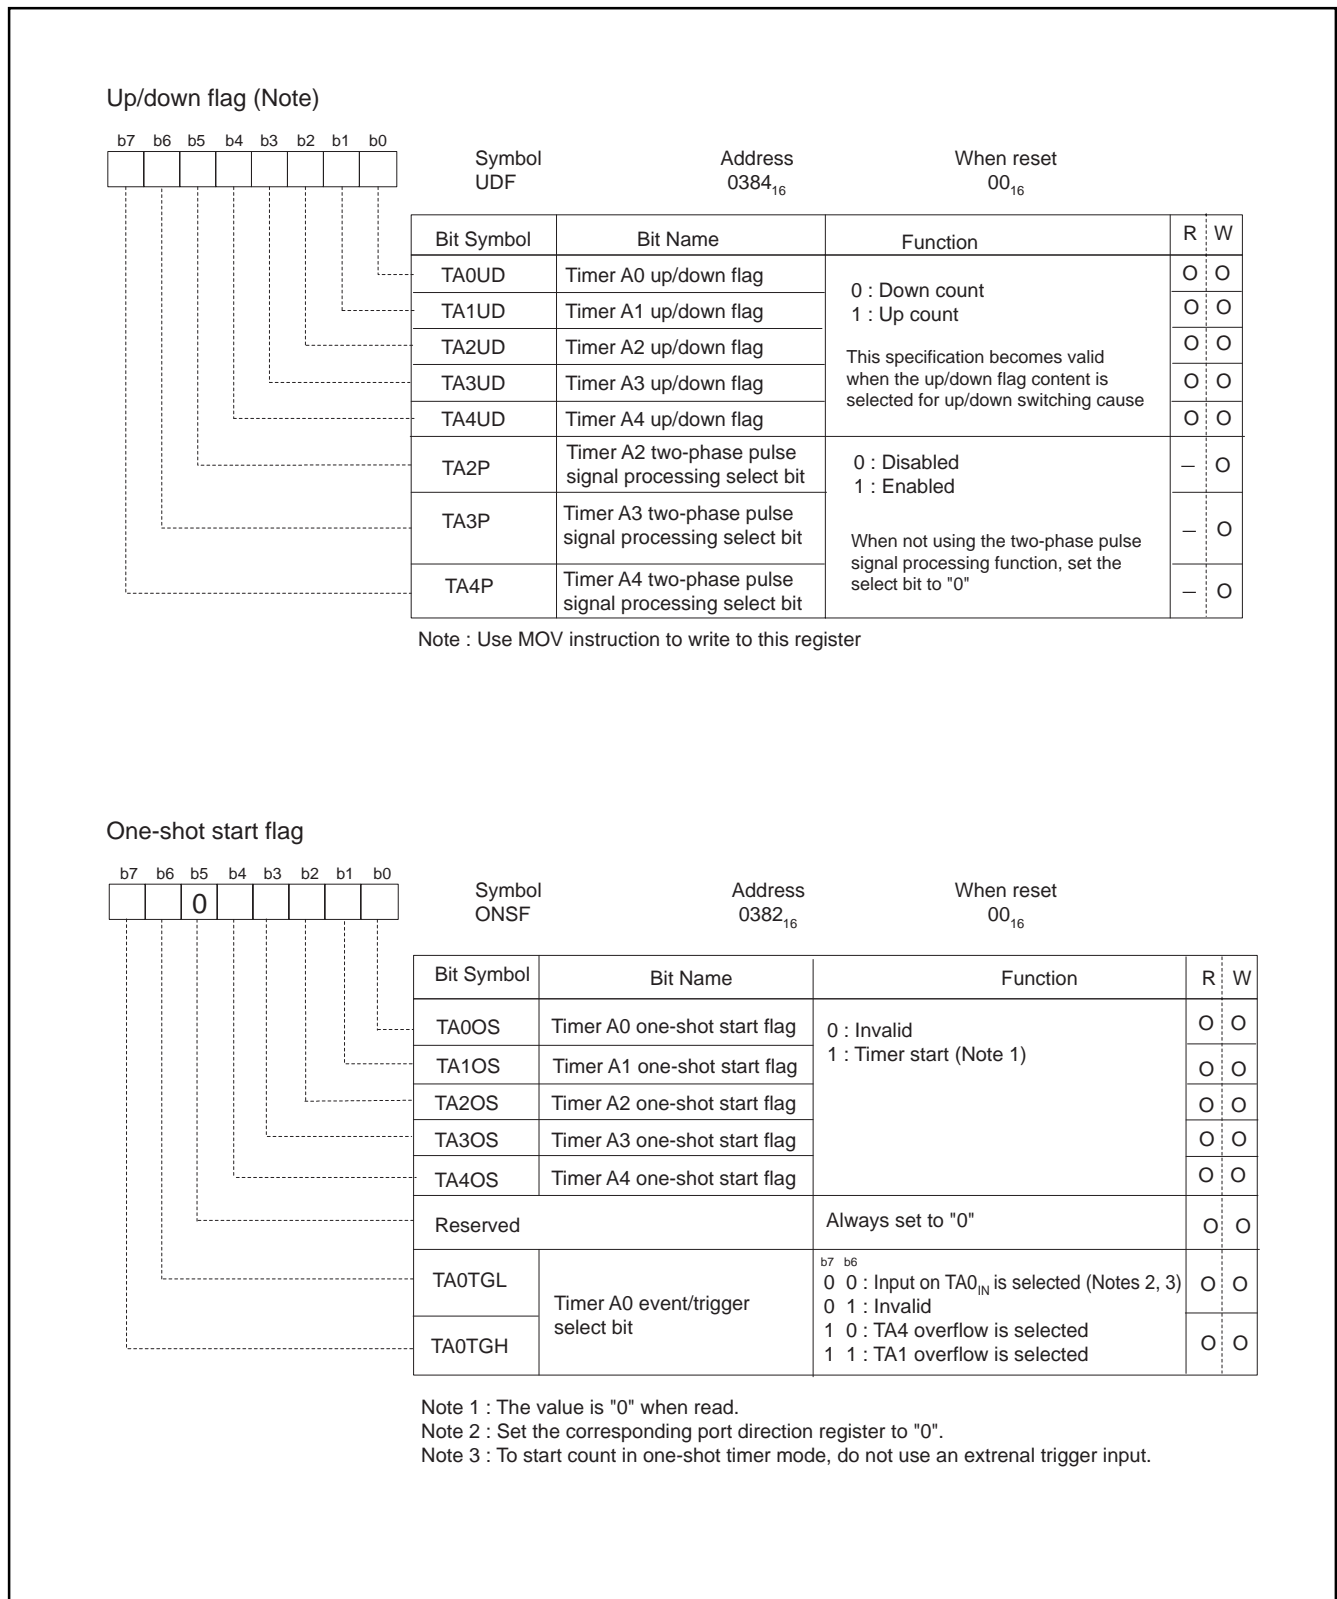 Up/down flag (Note)
b7 b6 b5 b4 b3 b2 b1 b0
Symbol Address When reset
UDF 0384₁₆ 00₁₆
Bit Symbol Bit Name Function R W
TA0UD Timer A0 up/down flag O O
0 : Down count
1 : Up count
TA1UD Timer A1 up/down flag O O
TA2UD Timer A2 up/down flag O O
This specification becomes valid
when the up/down flag content is
selected for up/down switching cause
TA3UD Timer A3 up/down flag O O
TA4UD Timer A4 up/down flag O O
TA2P Timer A2 two-phase pulse
signal processing select bit – O
0 : Disabled
1 : Enabled
TA3P Timer A3 two-phase pulse
signal processing select bit – O
When not using the two-phase pulse
signal processing function, set the
select bit to "0"
TA4P Timer A4 two-phase pulse
signal processing select bit – O
Note : Use MOV instruction to write to this register
One-shot start flag
b7 b6 b5 b4 b3 b2 b1 b0
0
Symbol Address When reset
ONSF 0382₁₆ 00₁₆
Bit Symbol Bit Name Function R W
TA0OS Timer A0 one-shot start flag 0 : Invalid O O
1 : Timer start (Note 1)
TA1OS Timer A1 one-shot start flag O O
TA2OS Timer A2 one-shot start flag O O
TA3OS Timer A3 one-shot start flag O O
TA4OS Timer A4 one-shot start flag O O
Reserved Always set to "0" O O
b7 b6
TA0TGL 0 0 : Input on TA0IN is selected (Notes 2, 3) O O
Timer A0 event/trigger
select bit
0 1 : Invalid
1 0 : TA4 overflow is selected
TA0TGH 1 1 : TA1 overflow is selected O O
Note 1 : The value is "0" when read.
Note 2 : Set the corresponding port direction register to "0".
Note 3 : To start count in one-shot timer mode, do not use an extrenal trigger input.